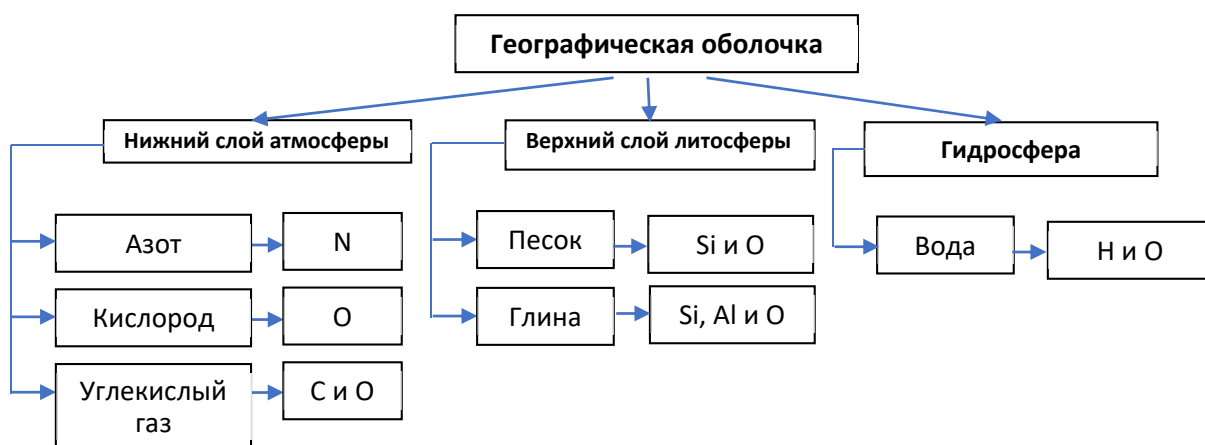 Географическая оболочка
Нижний слой атмосферы
Верхний слой литосферы
Гидросфера
Азот
N
Песок
Si и O
Вода
Н и О
Кислород
О
Глина
Si, Al и O
Углекислый
газ
С и О